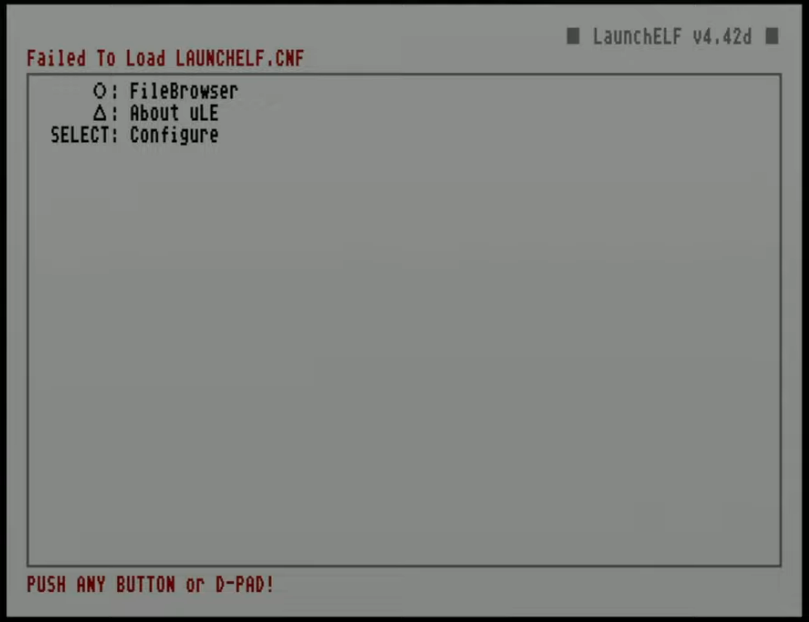 ■ LaunchELF v4.42d ■
Failed To Load LAUNCHELF.CNF
○: FileBrowser
△: About uLE
SELECT: Configure
PUSH ANY BUTTON or D-PAD!